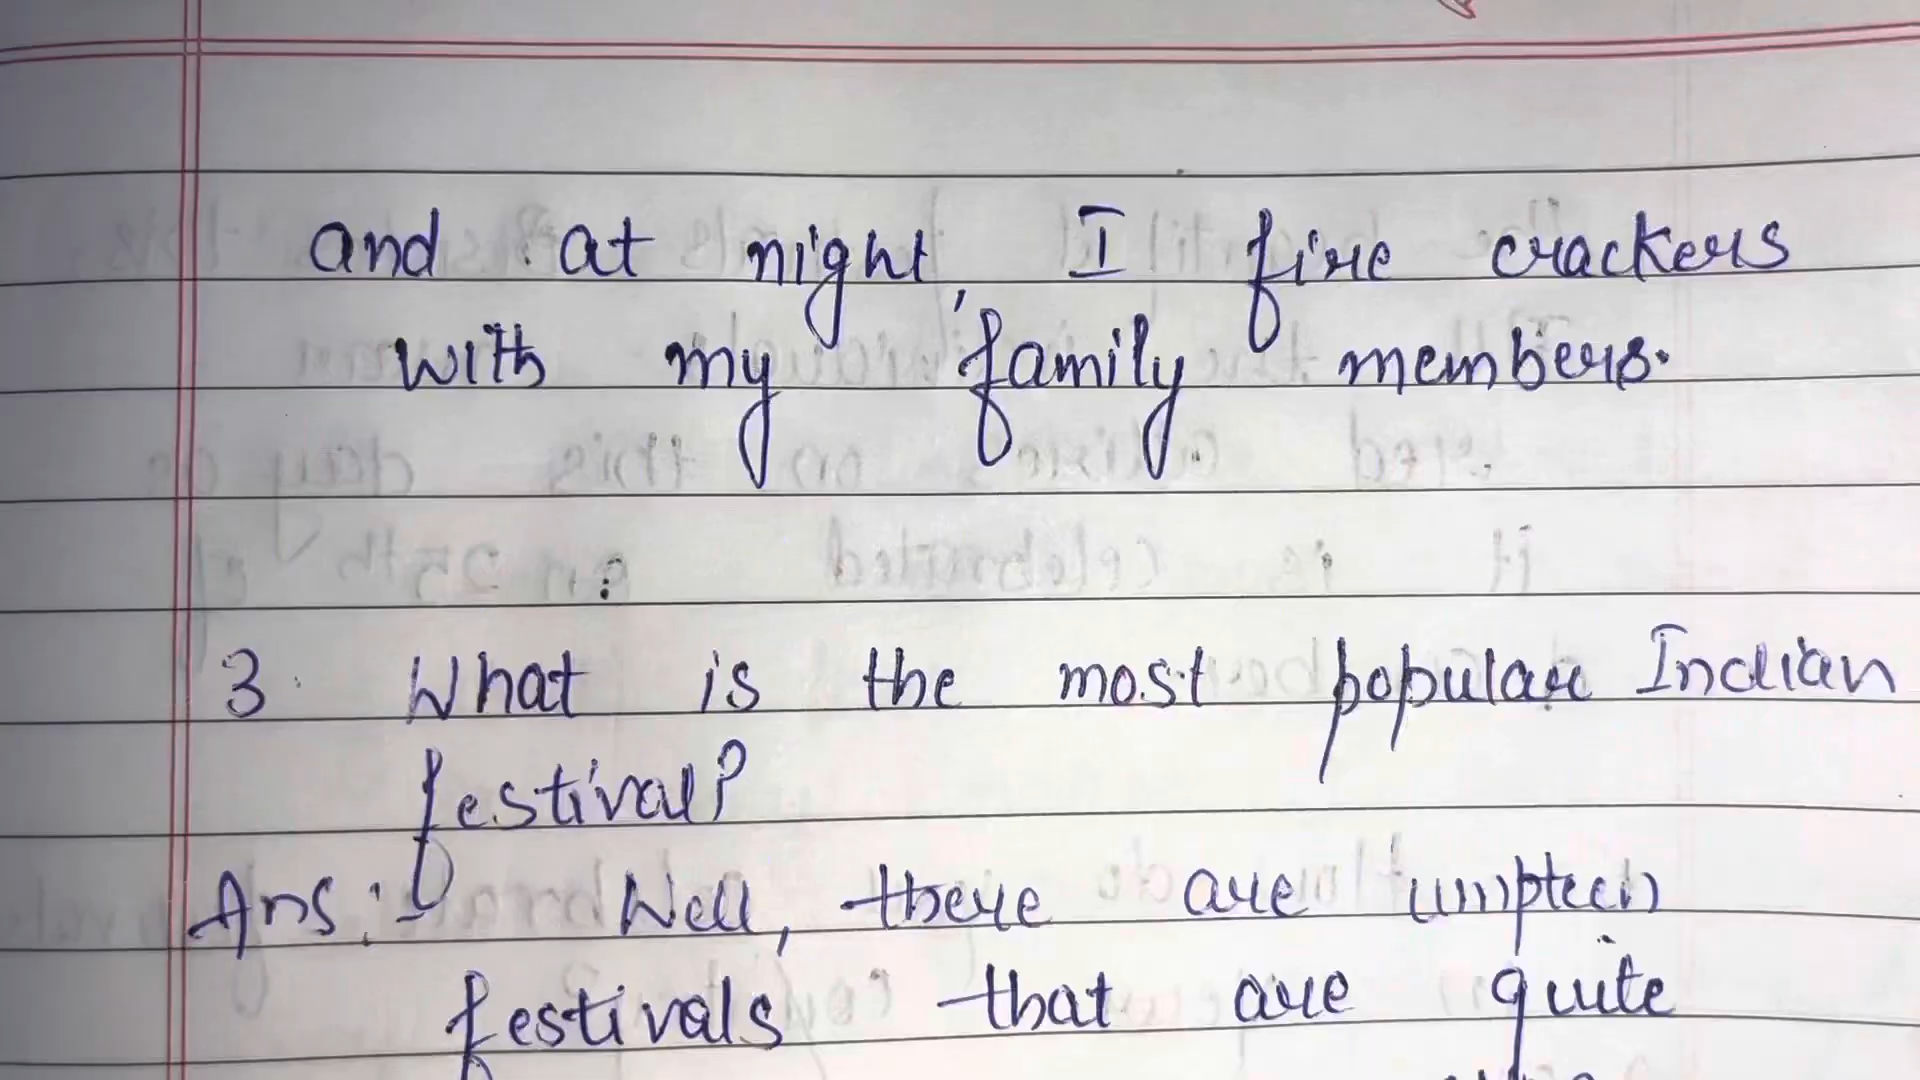 and at night, I fire crackers
with my family members.
3. What is the most popular Indian
festival?
Ans:- Well, there are umpteen
festivals that are quite